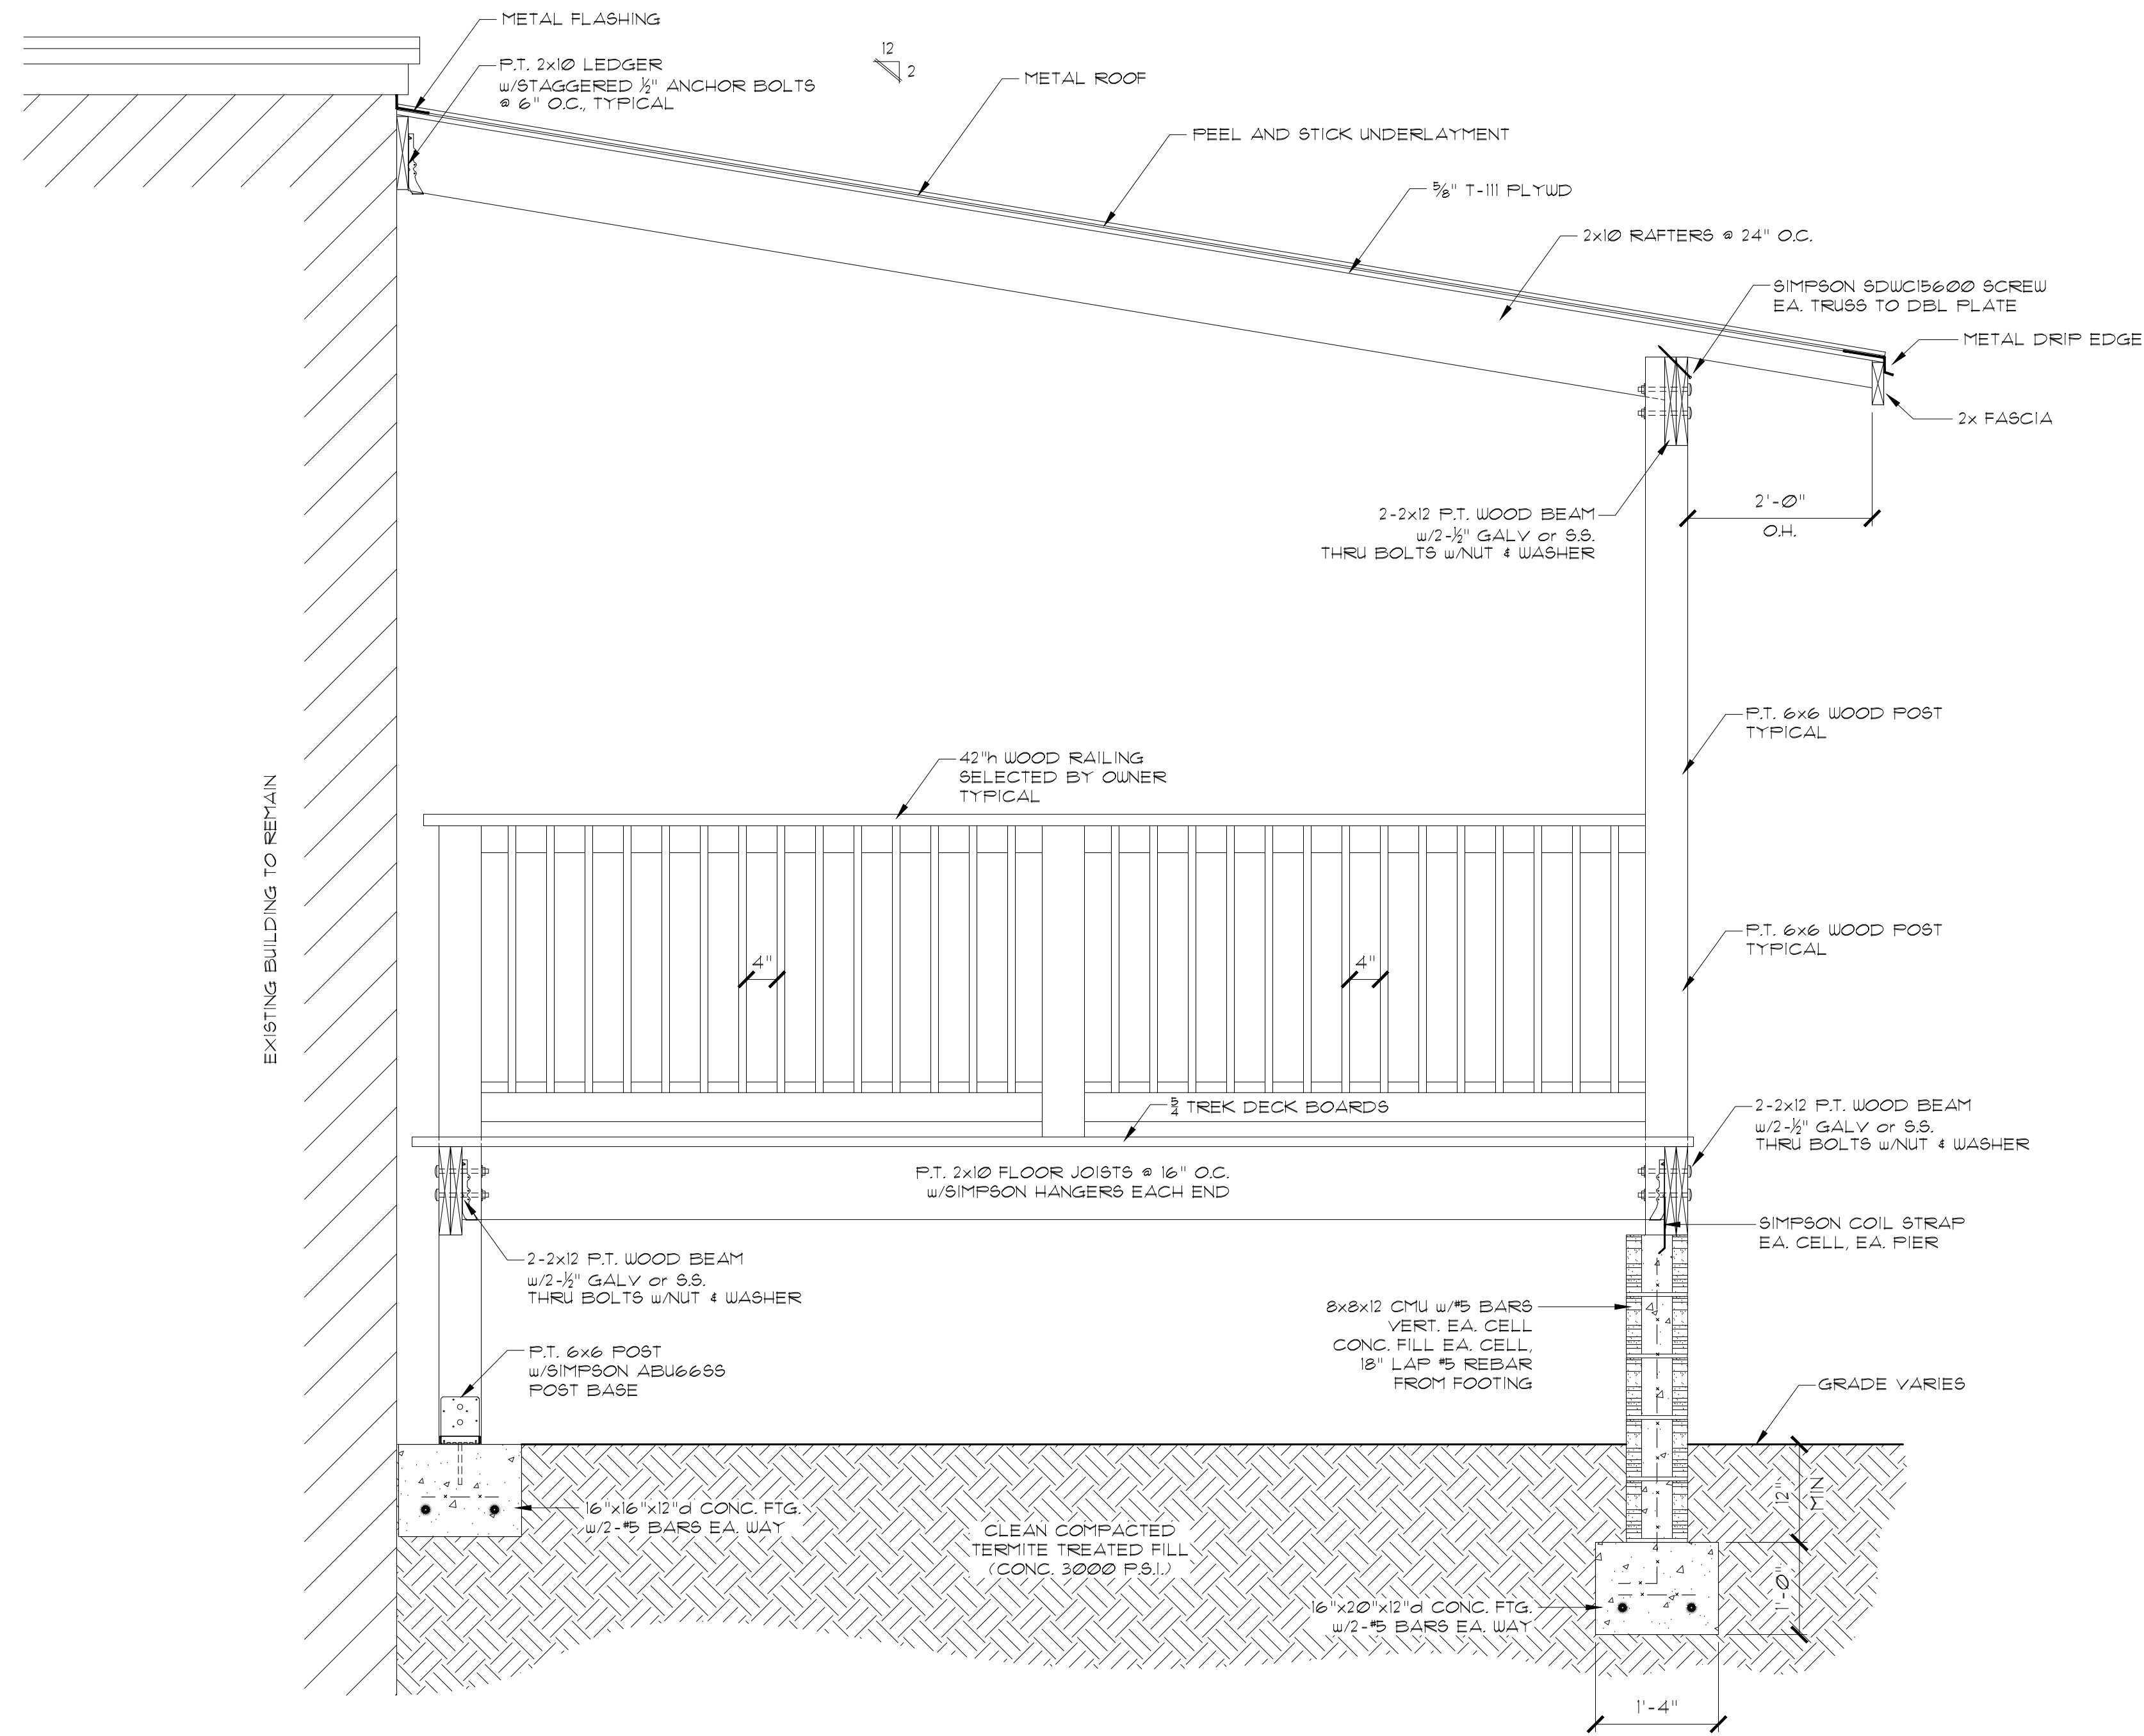 METAL FLASHING
P.T. 2x10 LEDGER
w/STAGGERED ½" ANCHOR BOLTS
@ 6" O.C., TYPICAL
12
2
METAL ROOF
PEEL AND STICK UNDERLAYMENT
⅝" T-111 PLYWD
2x10 RAFTERS @ 24" O.C.
SIMPSON SDWC15600 SCREW
EA. TRUSS TO DBL PLATE
METAL DRIP EDGE
2x FASCIA
2'-0"
O.H.
2-2x12 P.T. WOOD BEAM
w/2-½" GALV or S.S.
THRU BOLTS w/NUT & WASHER
P.T. 6x6 WOOD POST
TYPICAL
42"h WOOD RAILING
SELECTED BY OWNER
TYPICAL
EXISTING BUILDING TO REMAIN
P.T. 6x6 WOOD POST
TYPICAL
4"
4"
5/4 TREK DECK BOARDS
2-2x12 P.T. WOOD BEAM
w/2-½" GALV or S.S.
THRU BOLTS w/NUT & WASHER
P.T. 2x10 FLOOR JOISTS @ 16" O.C.
w/SIMPSON HANGERS EACH END
SIMPSON COIL STRAP
EA. CELL, EA. PIER
2-2x12 P.T. WOOD BEAM
w/2-½" GALV or S.S.
THRU BOLTS w/NUT & WASHER
8x8x12 CMU w/#5 BARS
VERT. EA. CELL
CONC. FILL EA. CELL,
18" LAP #5 REBAR
FROM FOOTING
P.T. 6x6 POST
w/SIMPSON ABU66SS
POST BASE
GRADE VARIES
12"
MIN
16"x16"x12"d CONC. FTG.
w/2-#5 BARS EA. WAY
CLEAN COMPACTED
TERMITE TREATED FILL
(CONC. 3000 P.S.I.)
1'-0"
16"x20"x12"d CONC. FTG.
w/2-#5 BARS EA. WAY
1'-4"